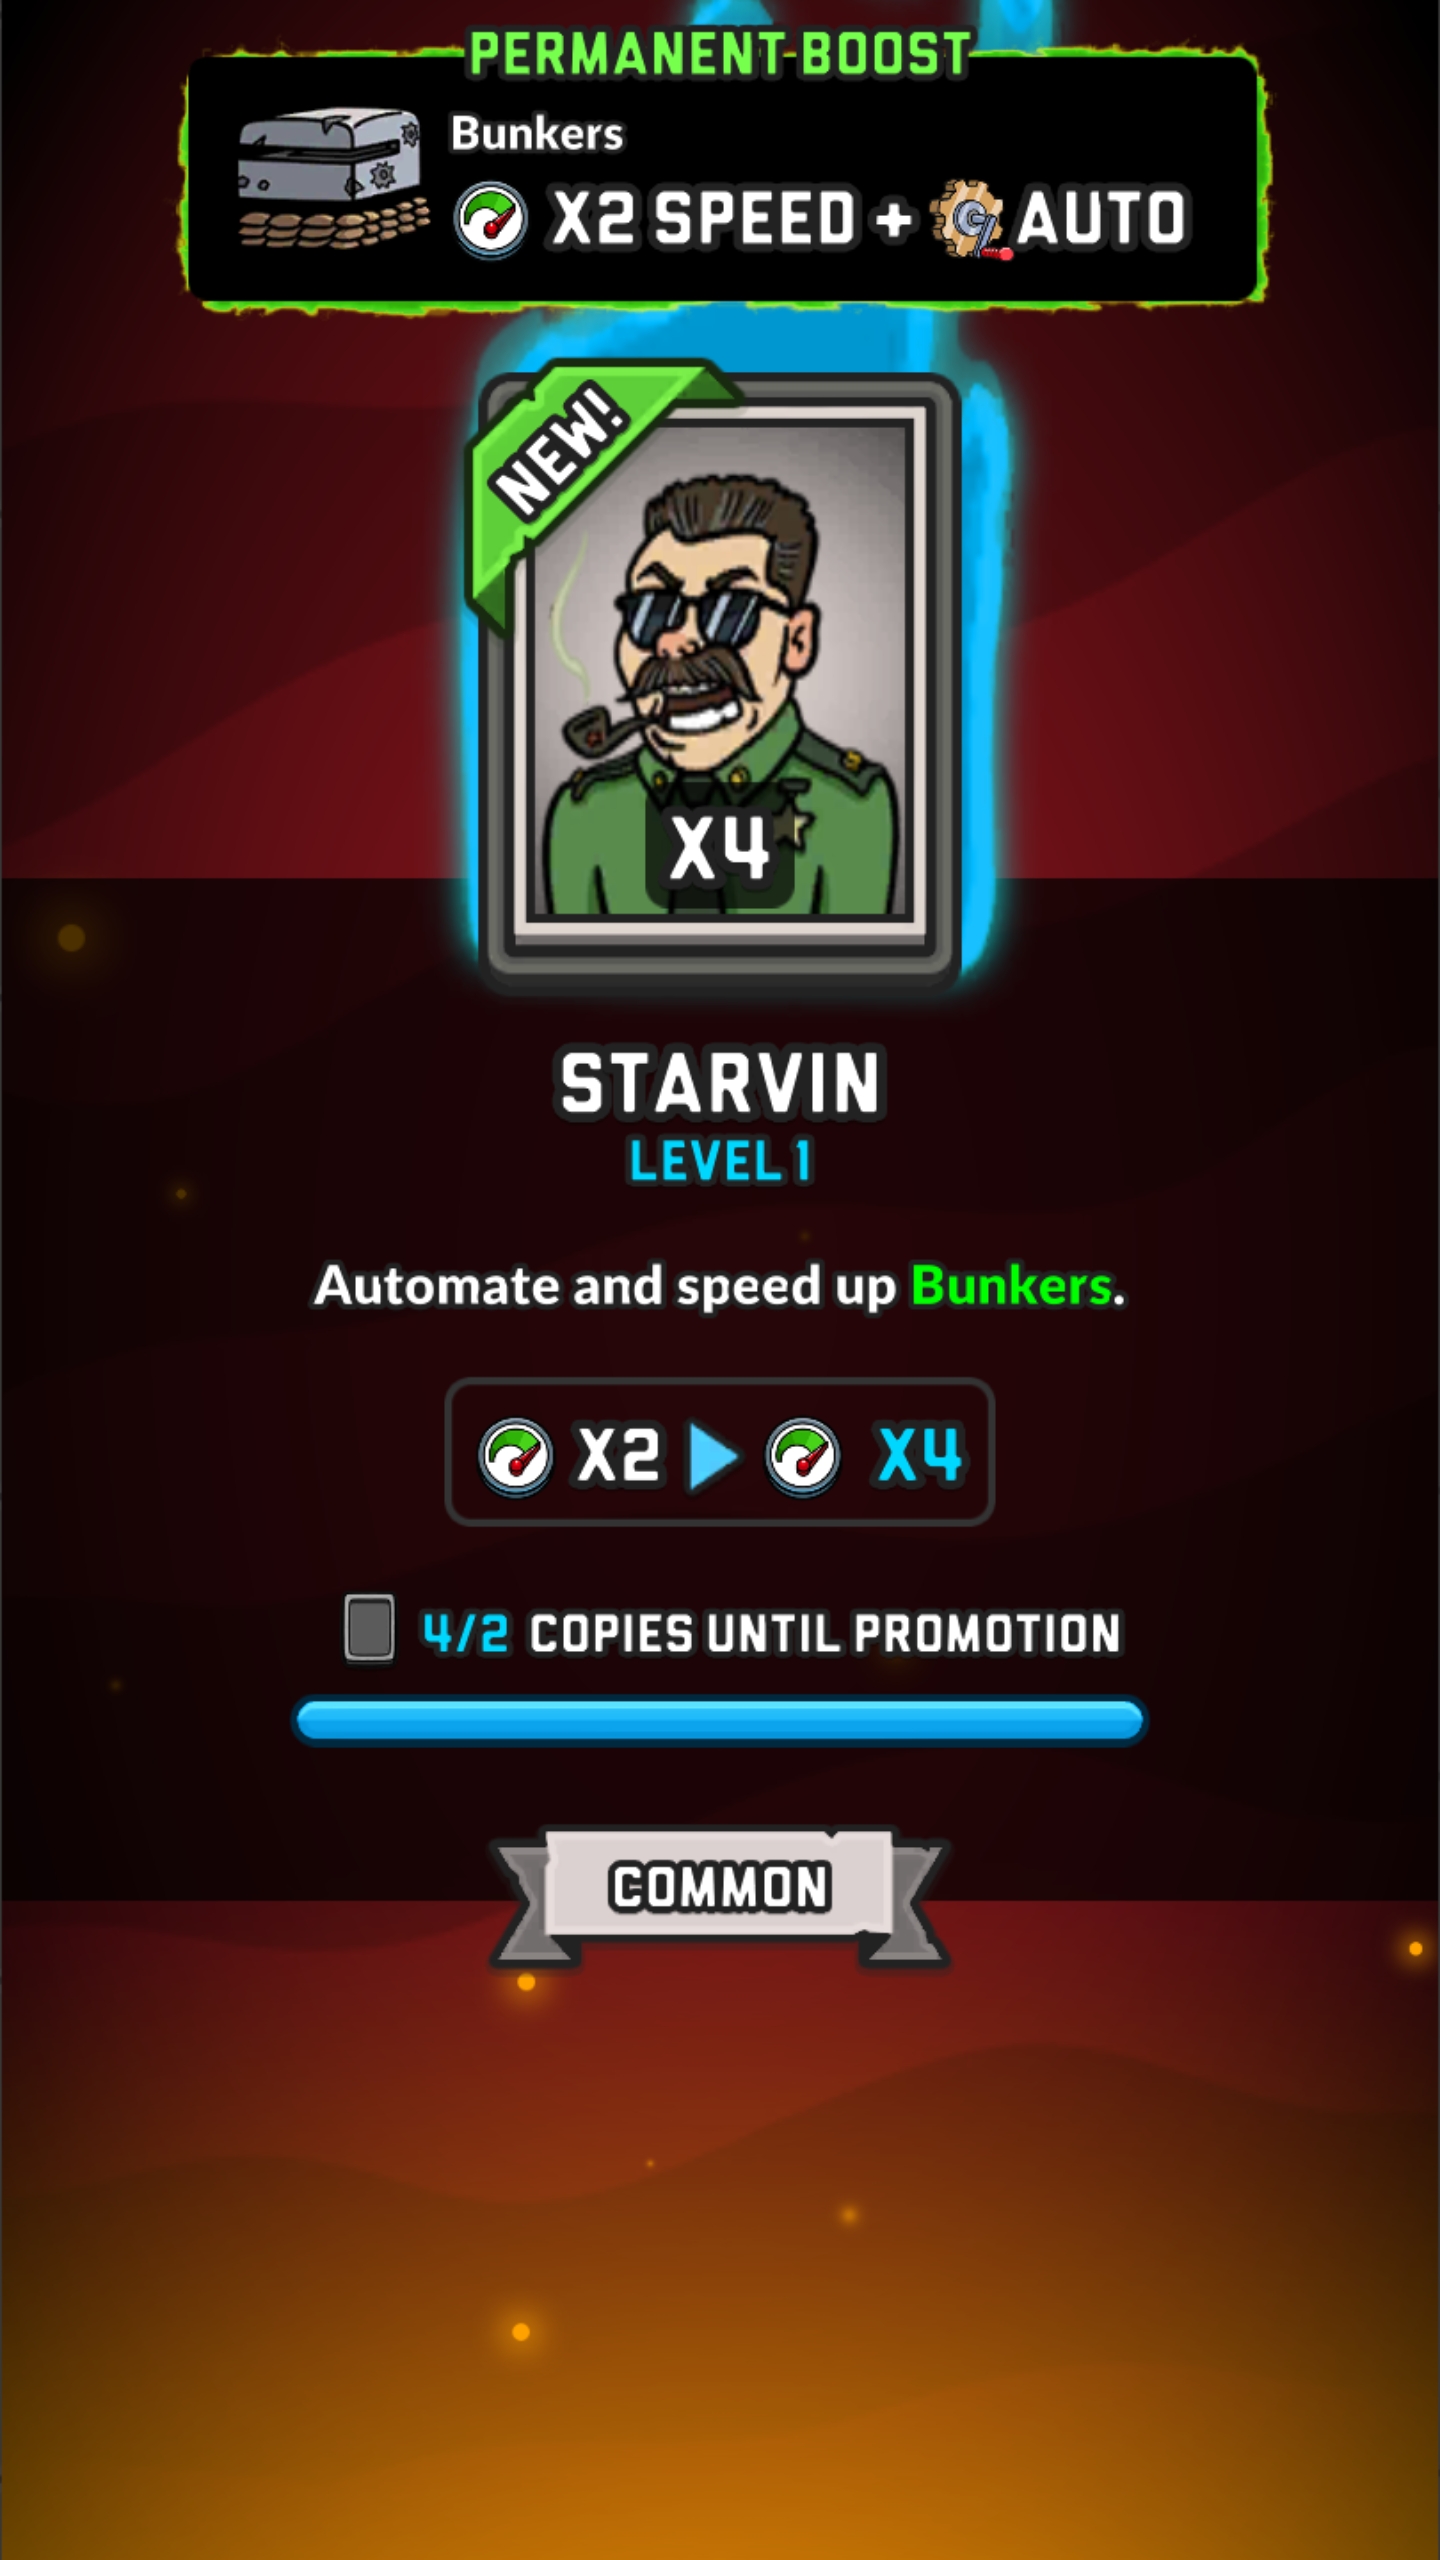 PERMANENT BOOST
Bunkers
X2 SPEED + AUTO
NEW!
X4
STARVIN
LEVEL 1
Automate and speed up Bunkers.
X2 X4
4/2 COPIES UNTIL PROMOTION
COMMON